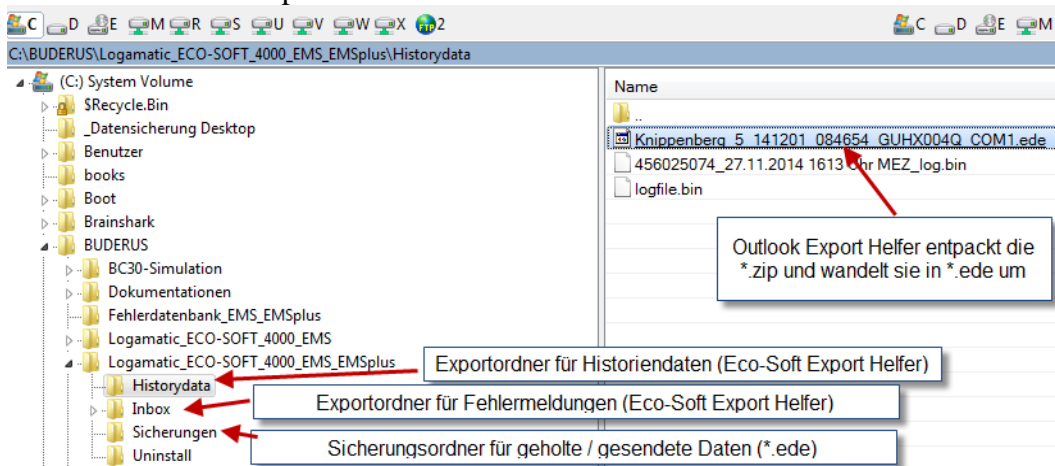 C D E M R S U V W X 2 C D E M
C:\BUDERUS\Logamatic_ECO-SOFT_4000_EMS_EMSplus\Historydata
(C:) System Volume
$Recycle.Bin
_Datensicherung Desktop
Benutzer
books
Boot
Brainshark
BUDERUS
BC30-Simulation
Dokumentationen
Fehlerdatenbank_EMS_EMSplus
Logamatic_ECO-SOFT_4000_EMS
Logamatic_ECO-SOFT_4000_EMS_EMSplus
Historydata
Inbox
Sicherungen
Uninstall
Name
..
Knippenberg_5_141201_084654_GUHX004Q_COM1.ede
456025074_27.11.2014 1613 Uhr MEZ_log.bin
logfile.bin
Outlook Export Helfer entpackt die
*.zip und wandelt sie in *.ede um
Exportordner für Historiendaten (Eco-Soft Export Helfer)
Exportordner für Fehlermeldungen (Eco-Soft Export Helfer)
Sicherungsordner für geholte / gesendete Daten (*.ede)